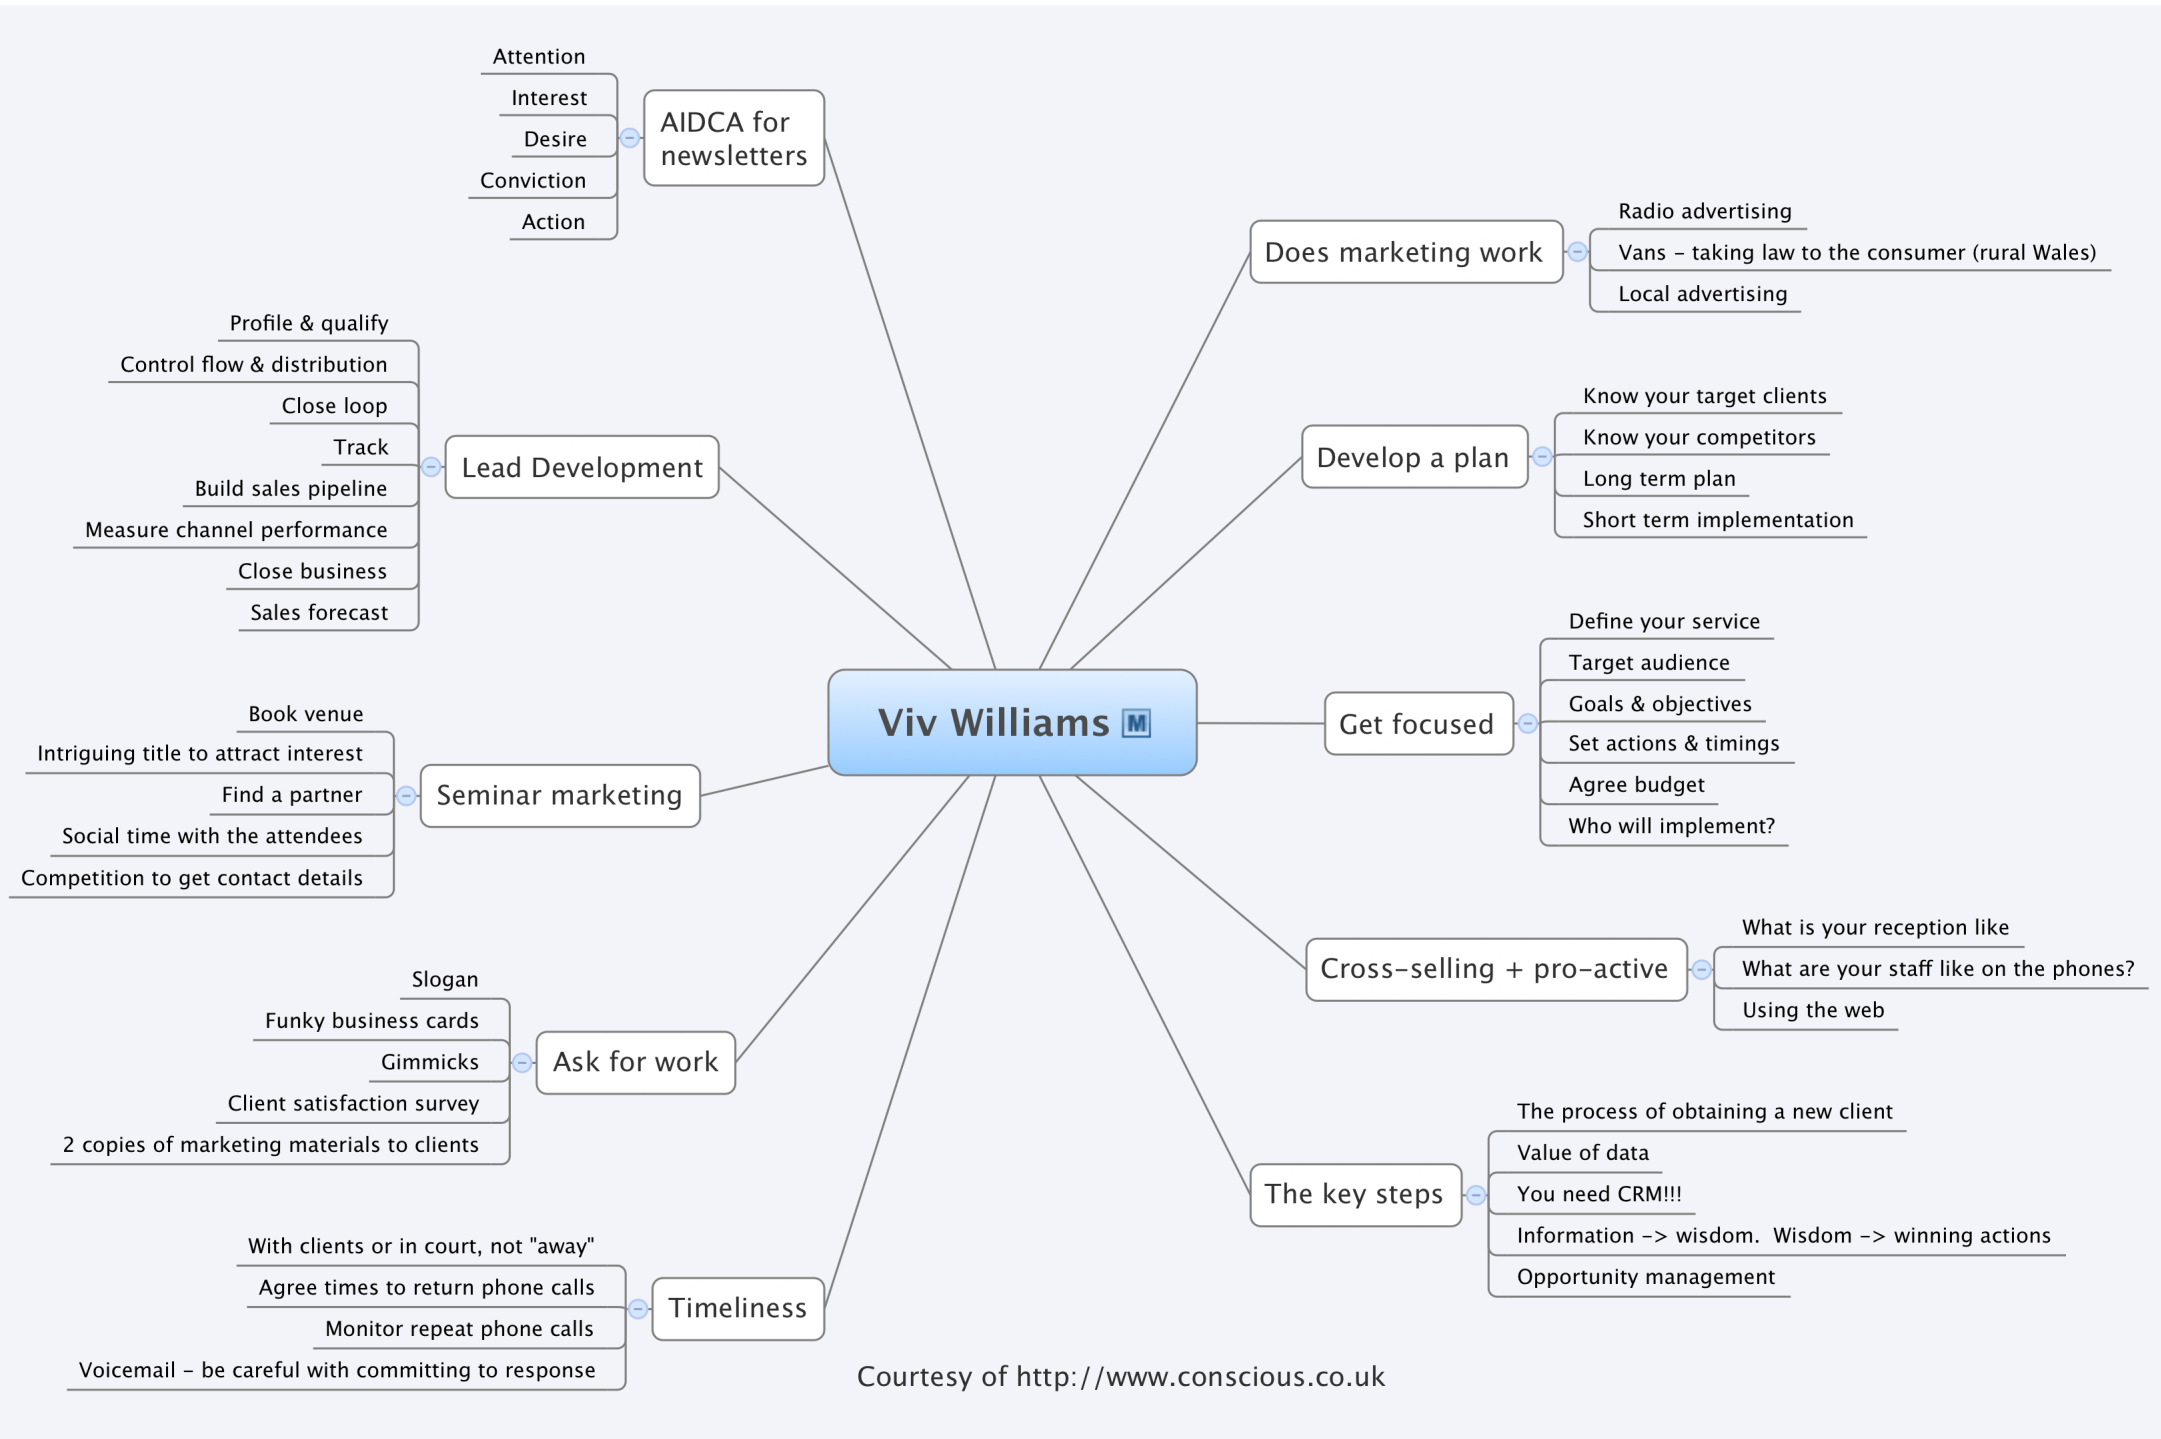 Viv Williams
AIDCA for
newsletters
Attention
Interest
Desire
Conviction
Action
Lead Development
Profile & qualify
Control flow & distribution
Close loop
Track
Build sales pipeline
Measure channel performance
Close business
Sales forecast
Seminar marketing
Book venue
Intriguing title to attract interest
Find a partner
Social time with the attendees
Competition to get contact details
Ask for work
Slogan
Funky business cards
Gimmicks
Client satisfaction survey
2 copies of marketing materials to clients
Timeliness
With clients or in court, not "away"
Agree times to return phone calls
Monitor repeat phone calls
Voicemail - be careful with committing to response
Does marketing work
Radio advertising
Vans - taking law to the consumer (rural Wales)
Local advertising
Develop a plan
Know your target clients
Know your competitors
Long term plan
Short term implementation
Get focused
Define your service
Target audience
Goals & objectives
Set actions & timings
Agree budget
Who will implement?
Cross-selling + pro-active
What is your reception like
What are your staff like on the phones?
Using the web
The key steps
The process of obtaining a new client
Value of data
You need CRM!!!
Information -> wisdom.  Wisdom -> winning actions
Opportunity management
Courtesy of http://www.conscious.co.uk
M